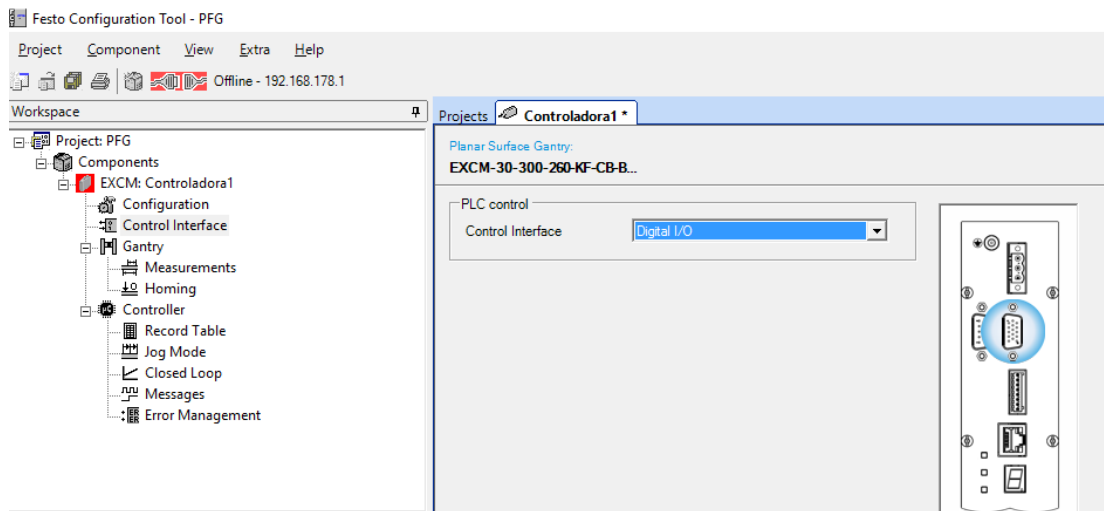 Festo Configuration Tool - PFG
Project Component View Extra Help
Offline - 192.168.178.1
Workspace
Projects Controladora1 *
Project: PFG
Components
EXCM: Controladora1
Configuration
Control Interface
Gantry
Measurements
Homing
Controller
Record Table
Jog Mode
Closed Loop
Messages
Error Management
Planar Surface Gantry:
EXCM-30-300-260-KF-CB-B...
PLC control
Control Interface Digital I/O